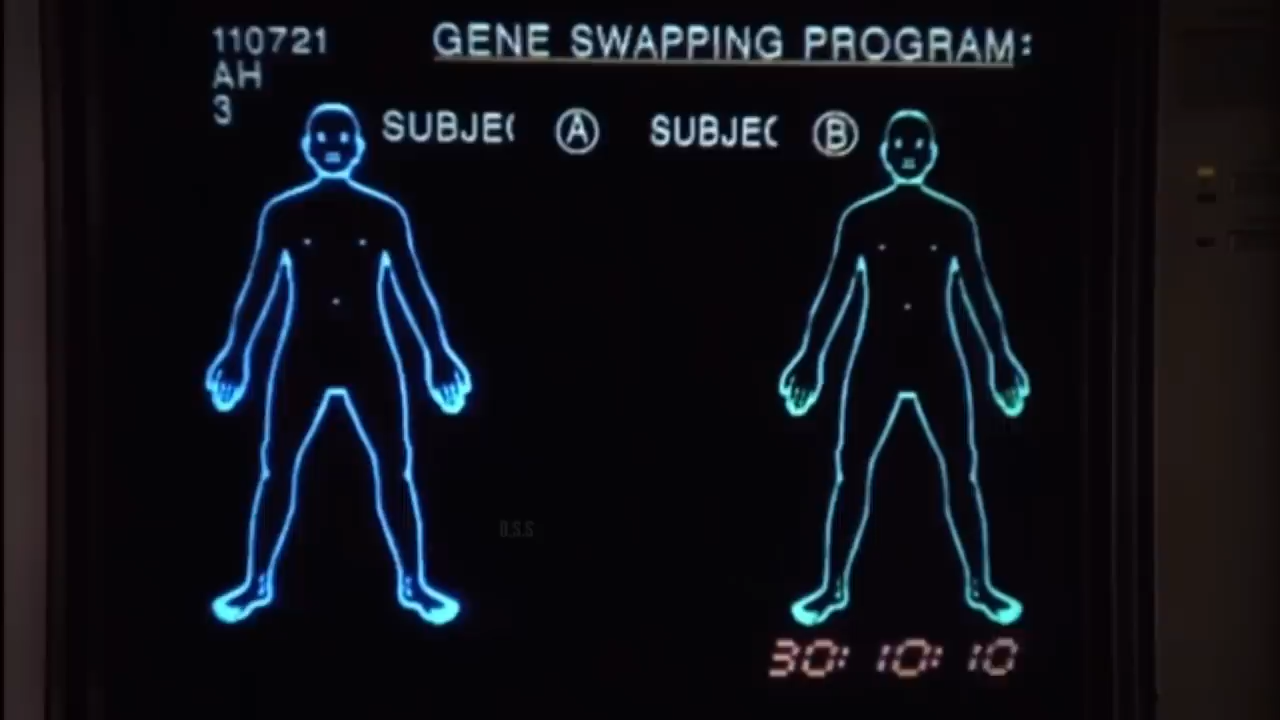 110721
GENE SWAPPING PROGRAM:
AH
3
SUBJEC A SUBJEC B
D.S.S
30:10:10